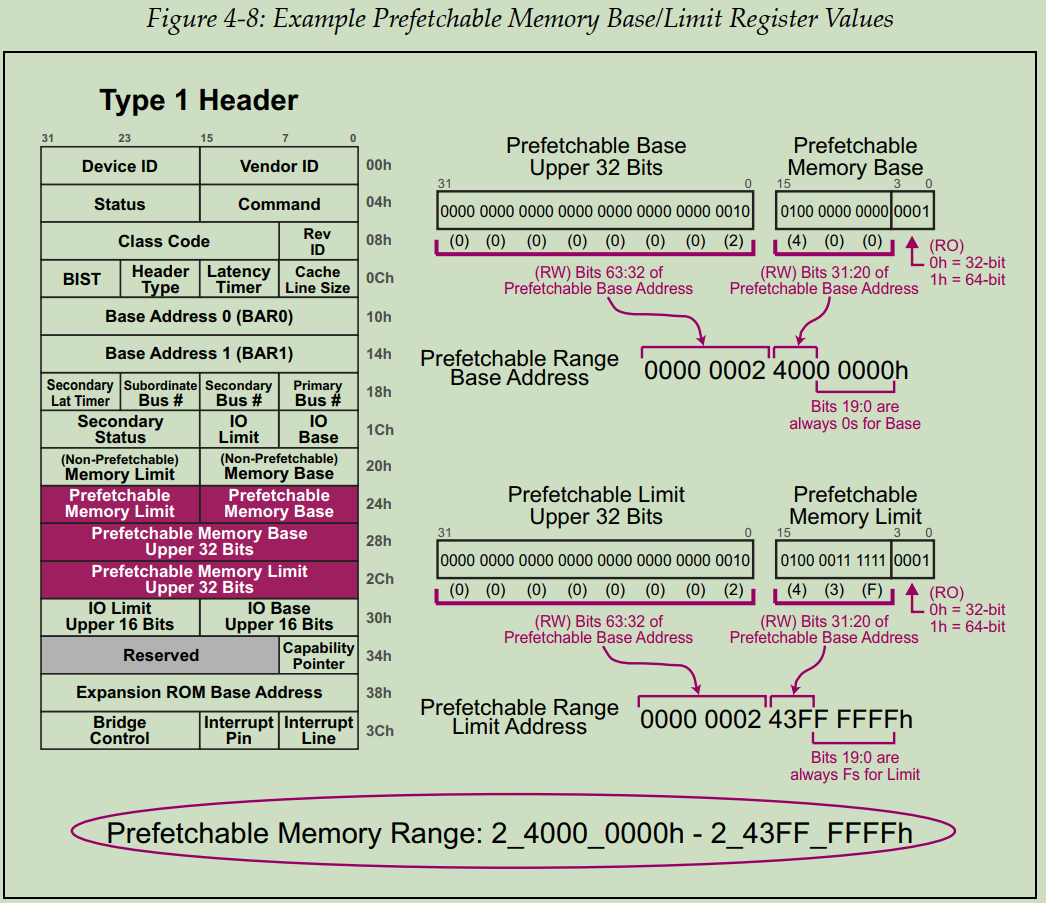 Figure 4-8: Example Prefetchable Memory Base/Limit Register Values
Type 1 Header
31 23 15 7 0
Device ID Vendor ID 00h
Status Command 04h
Class Code Rev ID 08h
BIST Header Type Latency Timer Cache Line Size 0Ch
Base Address 0 (BAR0) 10h
Base Address 1 (BAR1) 14h
Secondary Lat Timer Subordinate Bus # Secondary Bus # Primary Bus # 18h
Secondary Status IO Limit IO Base 1Ch
(Non-Prefetchable) Memory Limit (Non-Prefetchable) Memory Base 20h
Prefetchable Memory Limit Prefetchable Memory Base 24h
Prefetchable Memory Base Upper 32 Bits 28h
Prefetchable Memory Limit Upper 32 Bits 2Ch
IO Limit Upper 16 Bits IO Base Upper 16 Bits 30h
Reserved Capability Pointer 34h
Expansion ROM Base Address 38h
Bridge Control Interrupt Pin Interrupt Line 3Ch
Prefetchable Base
Upper 32 Bits
31 0
0000 0000 0000 0000 0000 0000 0000 0010
(0) (0) (0) (0) (0) (0) (0) (2)
(RW) Bits 63:32 of
Prefetchable Base Address
Prefetchable
Memory Base
15 3 0
0100 0000 0000 0001
(4) (0) (0)
(RW) Bits 31:20 of
Prefetchable Base Address
(RO)
0h = 32-bit
1h = 64-bit
Prefetchable Range
Base Address
0000 0002 4000 0000h
Bits 19:0 are
always 0s for Base
Prefetchable Limit
Upper 32 Bits
31 0
0000 0000 0000 0000 0000 0000 0000 0010
(0) (0) (0) (0) (0) (0) (0) (2)
(RW) Bits 63:32 of
Prefetchable Base Address
Prefetchable
Memory Limit
15 3 0
0100 0011 1111 0001
(4) (3) (F)
(RW) Bits 31:20 of
Prefetchable Base Address
(RO)
0h = 32-bit
1h = 64-bit
Prefetchable Range
Limit Address
0000 0002 43FF FFFFh
Bits 19:0 are
always Fs for Limit
Prefetchable Memory Range: 2_4000_0000h - 2_43FF_FFFFh